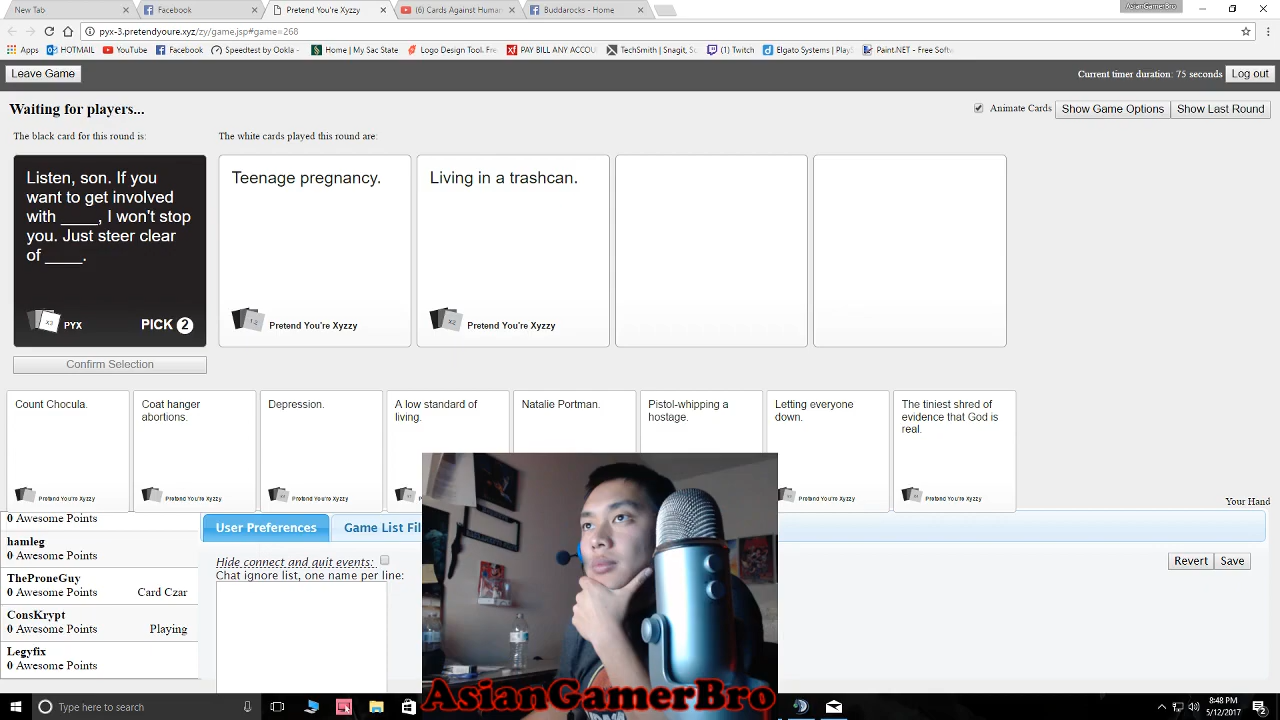 New Tab
Facebook
Pretend You're Xyzzy
(6) Cards Against Human
Buddarocks - Home
AsianGamerBro
pyx-3.pretendyoure.xyz/zy/game.jsp#game=268
Apps
HOTMAIL
YouTube
Facebook
Speedtest by Ookla -
Home | My Sac State
Logo Design Tool. Free
PAY BILL ANY ACCOU
TechSmith | Snagit, S
(1) Twitch
Elgato Systems | Play
Paint.NET - Free Softw
Leave Game
Current timer duration: 75 seconds
Log out
Waiting for players...
Animate Cards
Show Game Options
Show Last Round
The black card for this round is:
The white cards played this round are:
Listen, son. If you
want to get involved
with ____, I won't stop
you. Just steer clear
of ____.
x3
PYX
PICK 2
Teenage pregnancy.
Pretend You're Xyzzy
Living in a trashcan.
Pretend You're Xyzzy
Confirm Selection
Count Chocula.
Pretend You're Xyzzy
Coat hanger
abortions.
Pretend You're Xyzzy
Depression.
Pretend You're Xyzzy
A low standard of
living.
Natalie Portman.
Pistol-whipping a
hostage.
Letting everyone
down.
Pretend You're Xyzzy
The tiniest shred of
evidence that God is
real.
Pretend You're Xyzzy
Your Hand
0 Awesome Points
hamleg
0 Awesome Points
TheProneGuy
0 Awesome Points
Card Czar
ConsKrypt
0 Awesome Points
Playing
Legyfix
0 Awesome Points
User Preferences
Game List Fil
Hide connect and quit events:
Chat ignore list, one name per line:
Revert
Save
AsianGamerBro
Type here to search
8:48 PM
5/12/2017